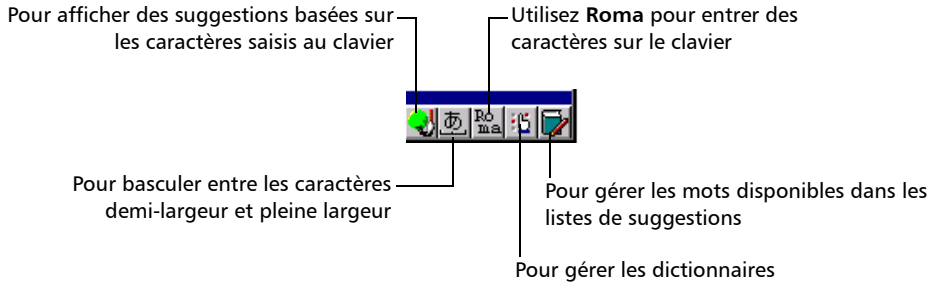 Pour afficher des suggestions basées sur
les caractères saisis au clavier
Utilisez Roma pour entrer des
caractères sur le clavier
あ
Ro
ma
Pour basculer entre les caractères
demi-largeur et pleine largeur
Pour gérer les mots disponibles dans les
listes de suggestions
Pour gérer les dictionnaires